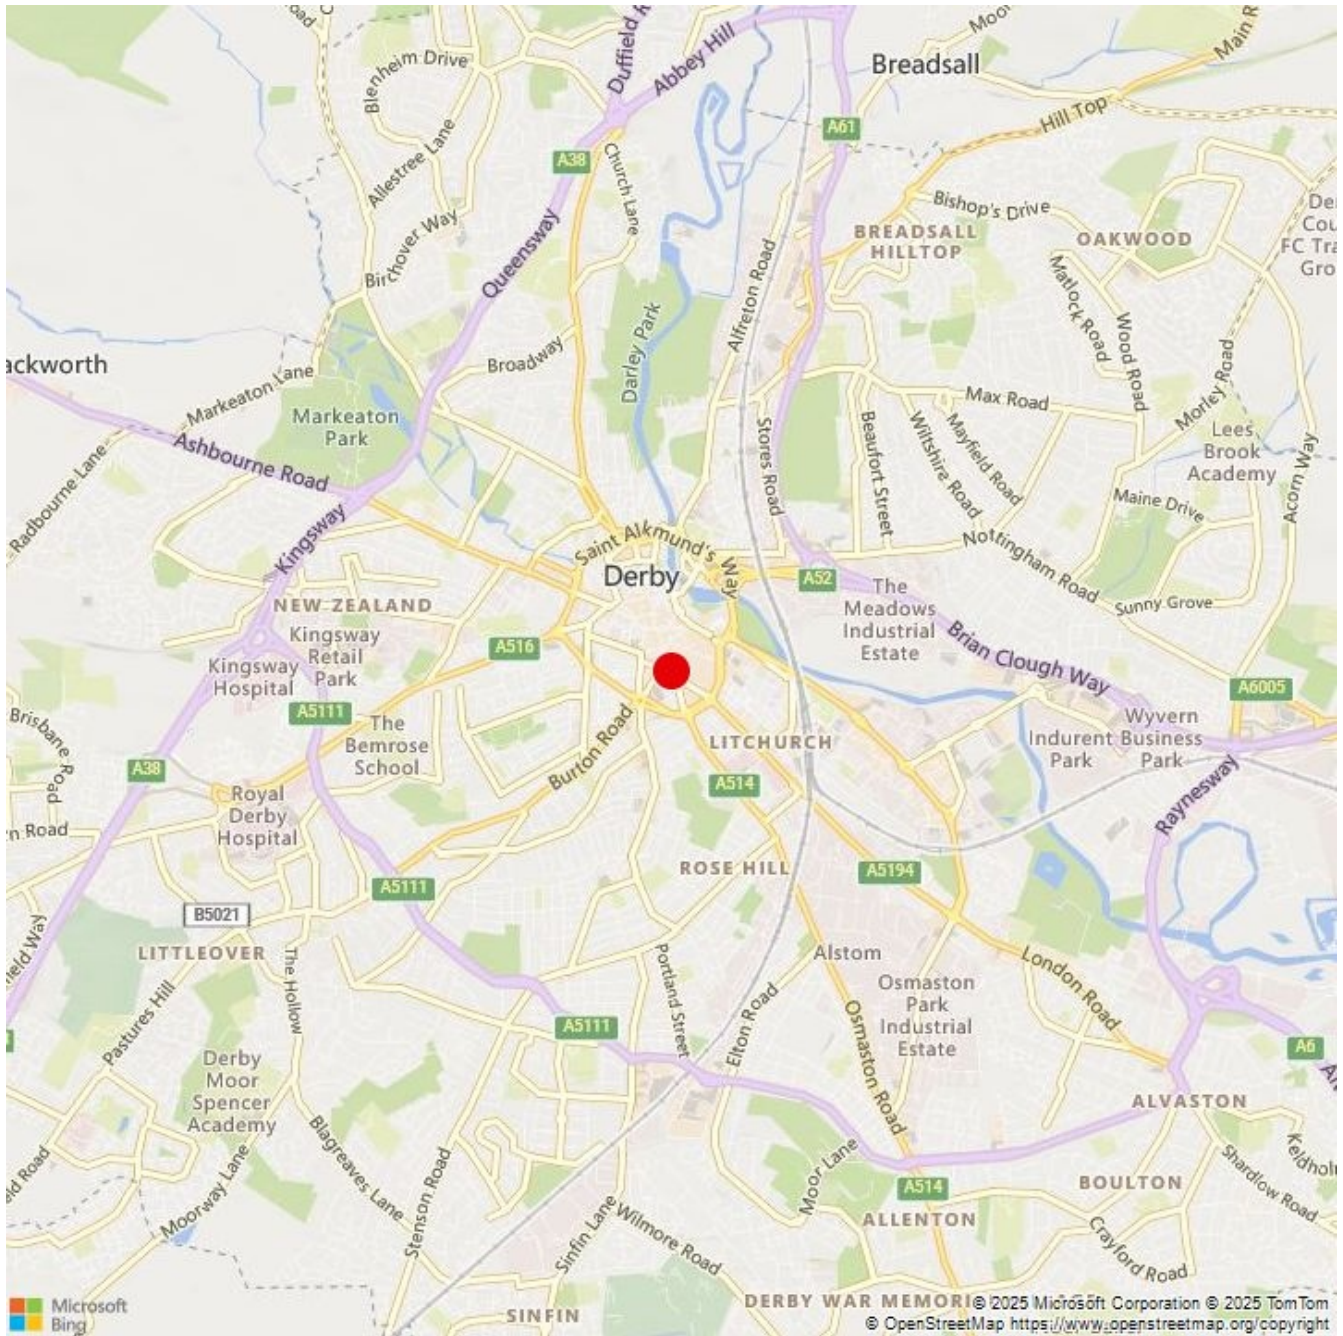 Duffield R
Abbey Hill
Moor
Main R
Breadsall
Blenheim Drive
Hill Top
A61
Allestree Lane
A38
Church Lane
Bishop's Drive
BREADSALL
HILLTOP
OAKWOOD
Birchover Way
Queensway
Alfreton Road
Matlock Road
Wood Road
ackworth
Broadway
Darley Park
Markeaton Lane
Markeaton
Park
Max Road
Morley Road
Ashbourne Road
Stores Road
Beaufort Street
Wiltshire Road
Mayfield Road
Lees
Brook
Academy
Acorn Way
Radbourne Lane
Kingsway
Maine Drive
Saint Alkmund's Way
Derby
Nottingham Road
A52
Sunny Grove
The
Meadows
Industrial
Estate
NEW ZEALAND
Kingsway
Retail
Park
Kingsway
Hospital
A516
Brian Clough Way
A6005
A5111
The
Bemrose
School
Brisbane Road
Burton Road
LITCHURCH
Wyvern
Business
Park
Indurent
Park
A38
A514
Raynesway
Royal
Derby
Hospital
n Road
ROSE HILL
A5194
A5111
B5021
LITTLEOVER
The Hollow
Portland Street
Alstom
London Road
Osmaston
Park
Industrial
Estate
Pastures Hill
A5111
Elton Road
Osmaston Road
A6
Derby
Moor
Spencer
Academy
ALVASTON
Blagreaves Lane
Moor Lane
Shardlow Road
Moorway Lane
Stenson Road
A514
BOULTON
ALLENTON
Sinfin Lane
Wilmore Road
Crayford Road
SINFIN
Microsoft
Bing
© 2025 Microsoft Corporation © 2025 TomTom
© OpenStreetMap https://www.openstreetmap.org/copyright